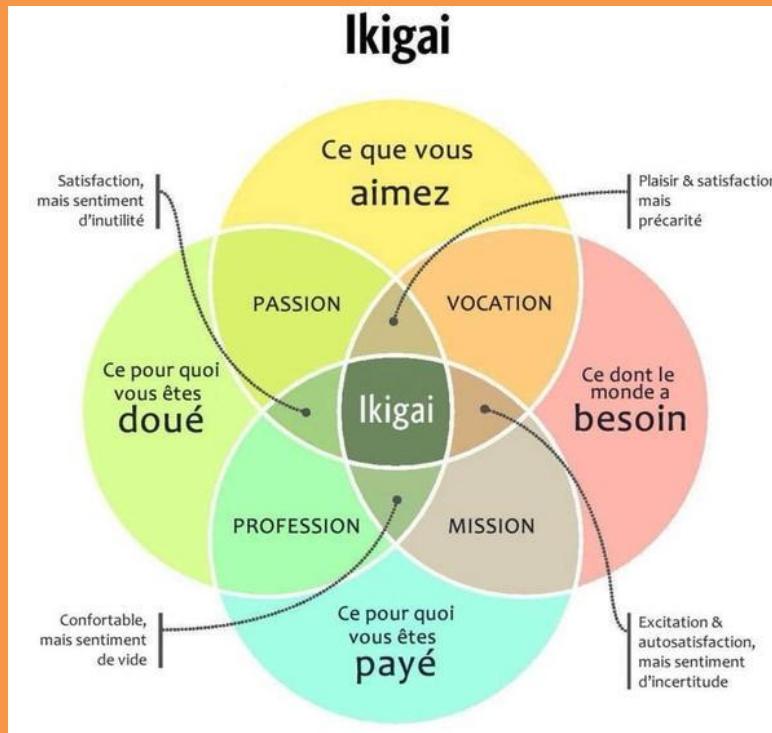 Ikigai
Ce que vous
aimez
Satisfaction,
mais sentiment
d'inutilité
Plaisir & satisfaction
mais
précarité
PASSION
VOCATION
Ce pour quoi
vous êtes
doué
Ikigai
Ce dont le
monde a
besoin
PROFESSION
MISSION
Confortable,
mais sentiment
de vide
Ce pour quoi
vous êtes
payé
Excitation &
autosatisfaction,
mais sentiment
d'incertitude